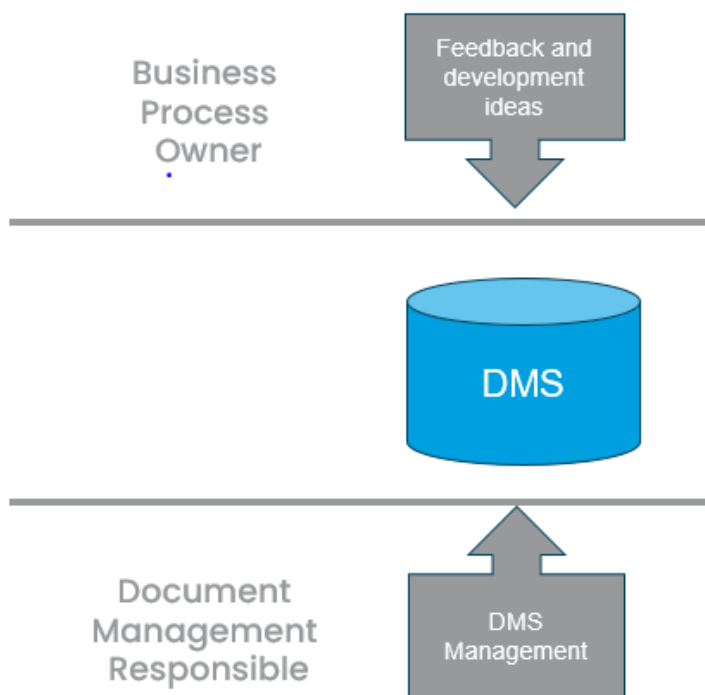 Business
Process
Owner
Feedback and
development
ideas
DMS
Document
Management
Responsible
DMS
Management